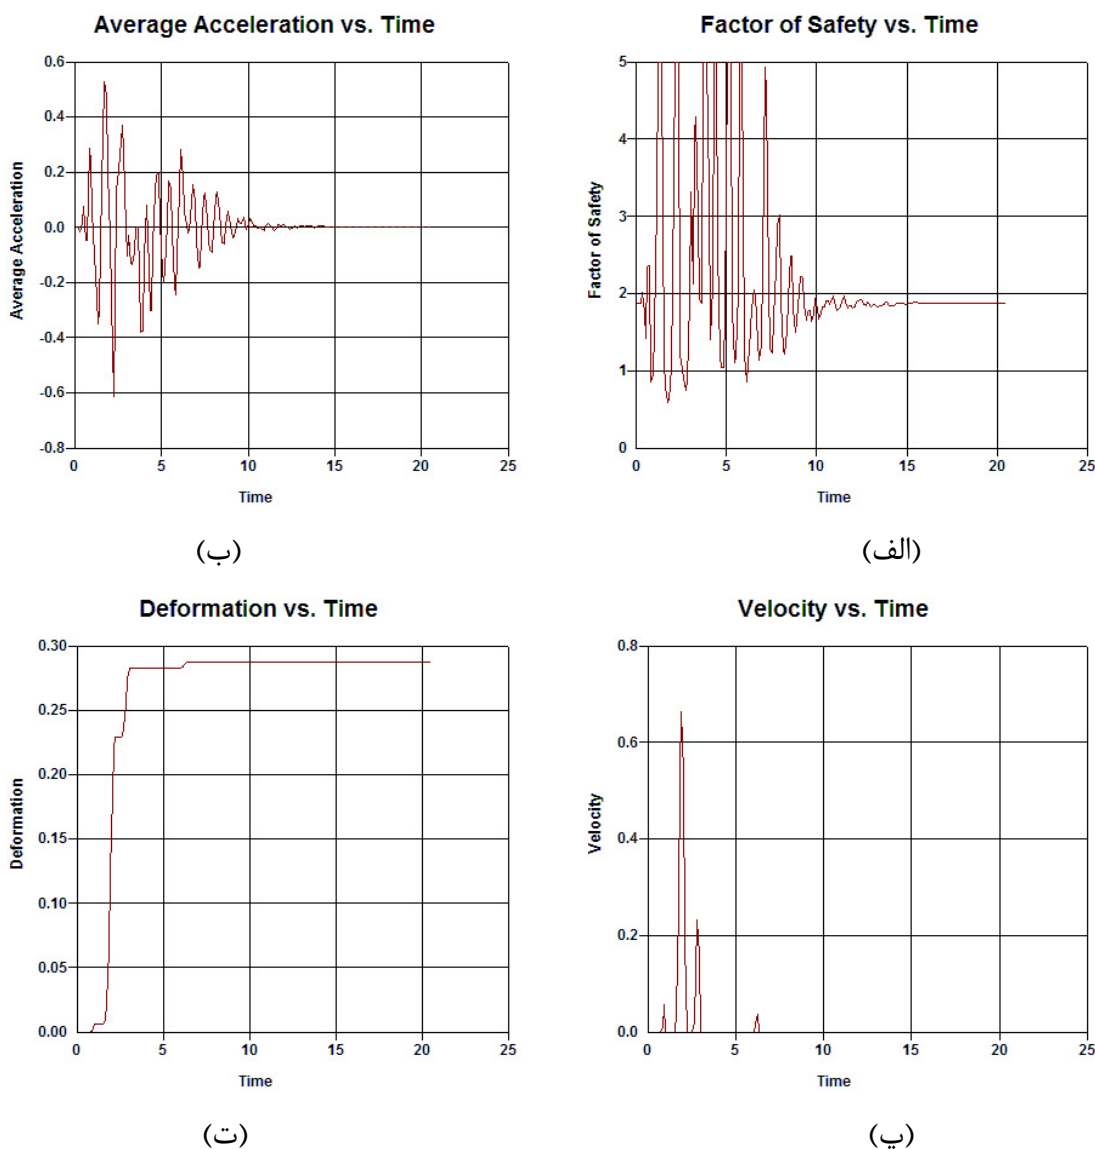 Average Acceleration vs. Time
0.6
0.4
0.2
0.0
-0.2
-0.4
-0.6
-0.8
Average Acceleration
0 5 10 15 20 25
Time
(ب)
Factor of Safety vs. Time
5
4
3
2
1
0
Factor of Safety
0 5 10 15 20 25
Time
(الف)
Deformation vs. Time
0.30
0.25
0.20
0.15
0.10
0.05
0.00
Deformation
0 5 10 15 20 25
Time
(ت)
Velocity vs. Time
0.8
0.6
0.4
0.2
0.0
Velocity
0 5 10 15 20 25
Time
(پ)